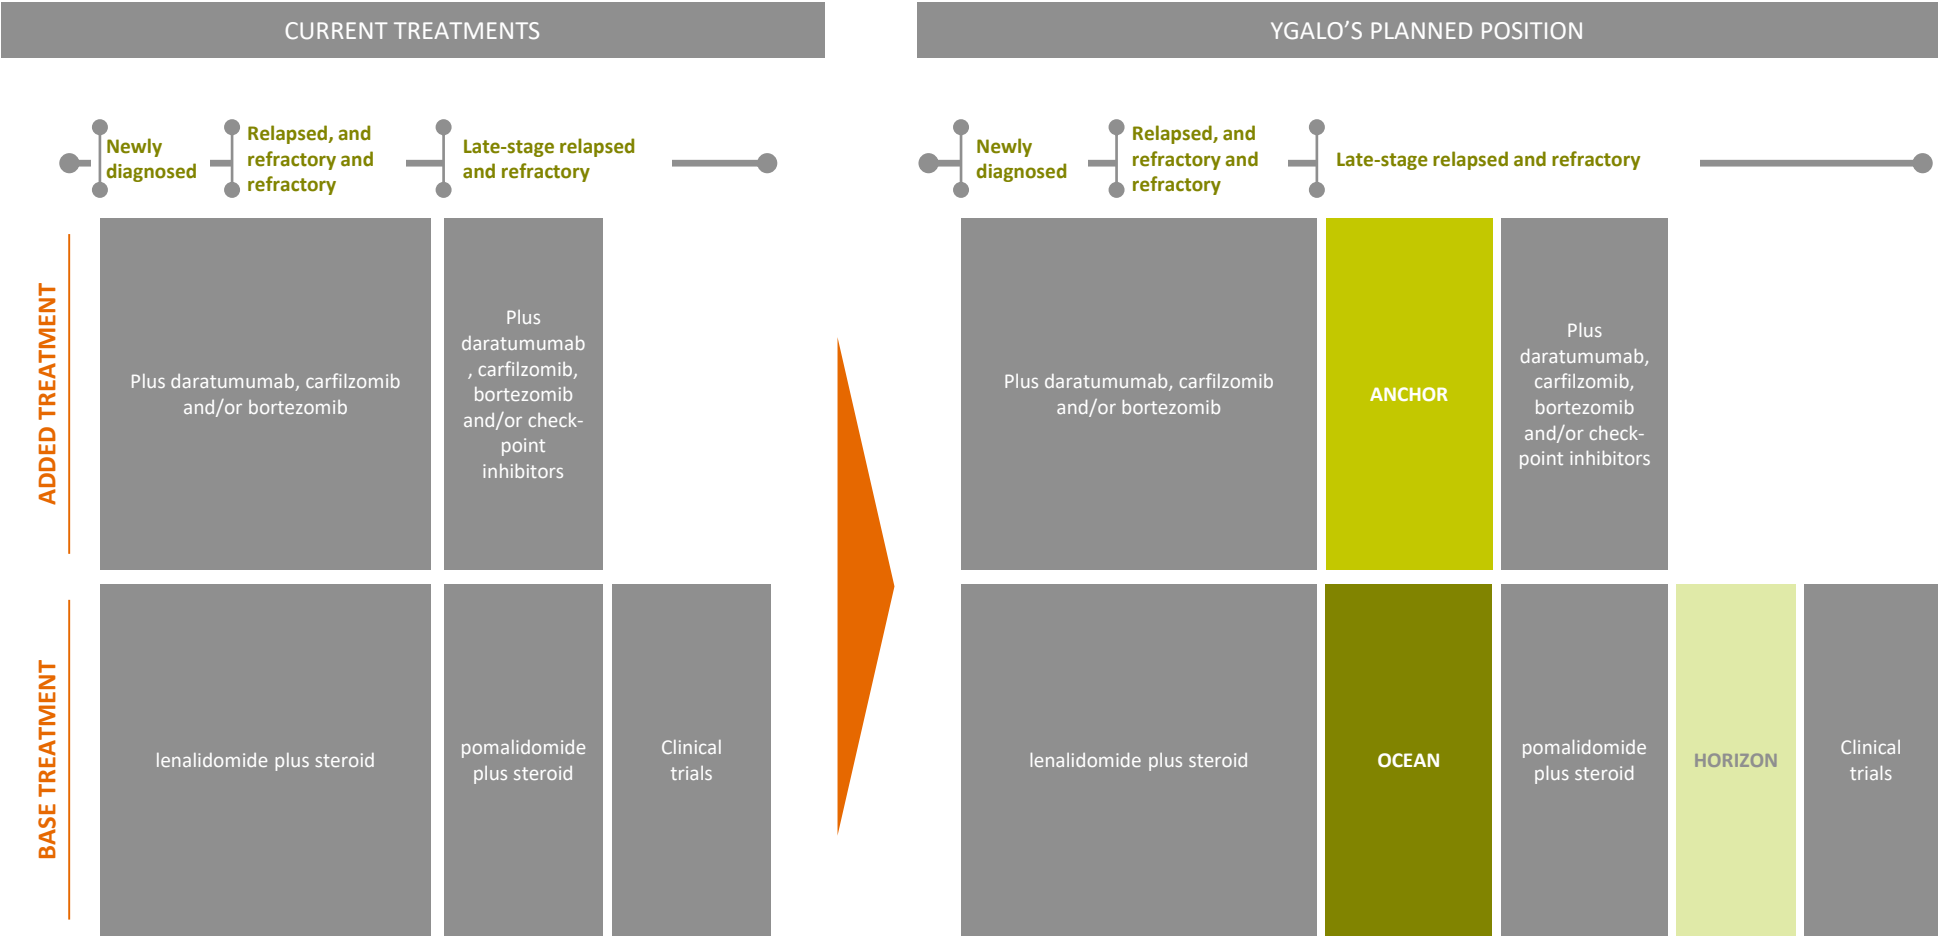 CURRENT TREATMENTS
Newly
diagnosed
Relapsed, and
refractory and
refractory
Late-stage relapsed
and refractory
ADDED TREATMENT
Plus daratumumab, carfilzomib
and/or bortezomib
Plus
daratumumab
, carfilzomib,
bortezomib
and/or check-
point
inhibitors
BASE TREATMENT
lenalidomide plus steroid
pomalidomide
plus steroid
Clinical
trials
YGALO’S PLANNED POSITION
Newly
diagnosed
Relapsed, and
refractory and
refractory
Late-stage relapsed and refractory
Plus daratumumab, carfilzomib
and/or bortezomib
ANCHOR
Plus
daratumumab,
carfilzomib,
bortezomib
and/or check-
point inhibitors
lenalidomide plus steroid
OCEAN
pomalidomide
plus steroid
HORIZON
Clinical
trials